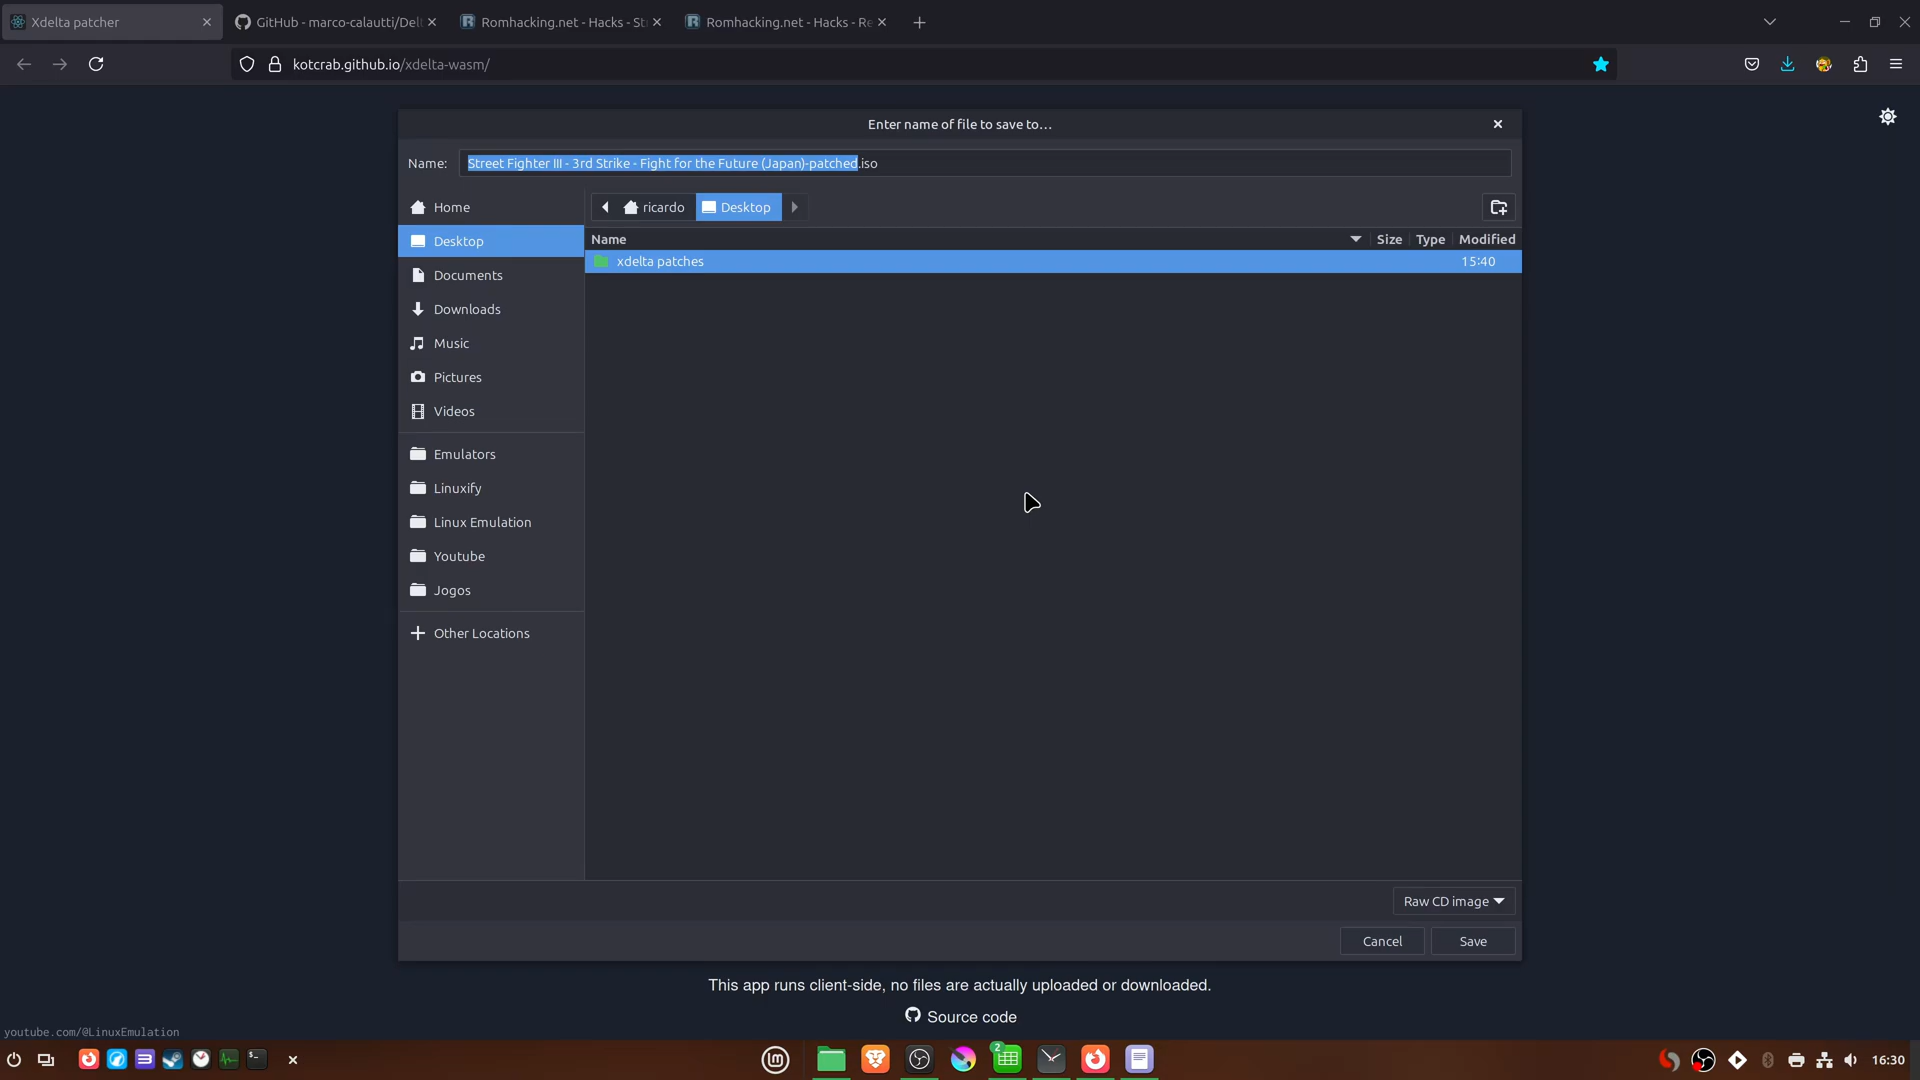 Xdelta patcher
GitHub - marco-calautti/Del
Romhacking.net - Hacks - St
Romhacking.net - Hacks - Re
kotcrab.github.io/xdelta-wasm/
Enter name of file to save to…
Name: Street Fighter III - 3rd Strike - Fight for the Future (Japan)-patched.iso
Home
ricardo
Desktop
Desktop
Name
Size
Type
Modified
xdelta patches
15:40
Documents
Downloads
Music
Pictures
Videos
Emulators
Linuxify
Linux Emulation
Youtube
Jogos
Other Locations
Raw CD image
Cancel
Save
This app runs client-side, no files are actually uploaded or downloaded.
Source code
youtube.com/@LinuxEmulation
2
16:30